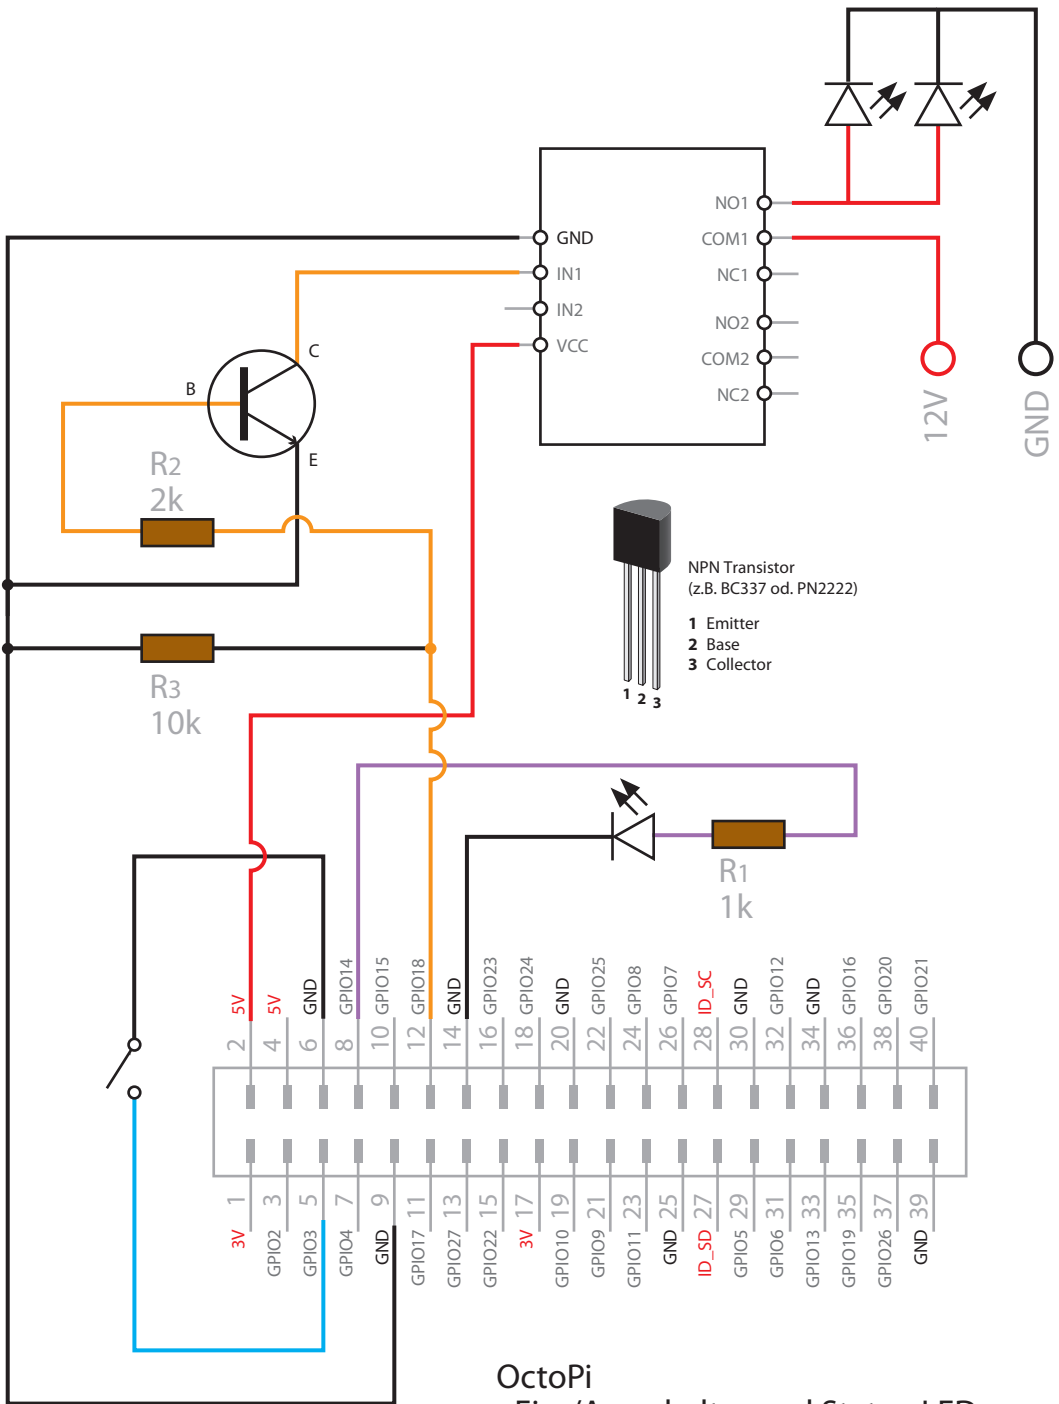 NO1
GND
COM1
IN1
NC1
IN2
NO2
VCC
COM2
NC2
C
B
E
12V
GND
R2
2k
NPN Transistor
(z.B. BC337 od. PN2222)
1 Emitter
2 Base
3 Collector
1 2 3
R3
10k
R1
1k
5V
5V
GND
GPIO14
GPIO15
GPIO18
GND
GPIO23
GPIO24
GND
GPIO25
GPIO8
GPIO7
ID_SC
GND
GPIO12
GND
GPIO16
GPIO20
GPIO21
2 4 6 8 10 12 14 16 18 20 22 24 26 28 30 32 34 36 38 40
1 3 5 7 9 11 13 15 17 19 21 23 25 27 29 31 33 35 37 39
3V
GPIO2
GPIO3
GPIO4
GND
GPIO17
GPIO27
GPIO22
3V
GPIO10
GPIO9
GPIO11
GND
ID_SD
GPIO5
GPIO6
GPIO13
GPIO19
GPIO26
GND
OctoPi